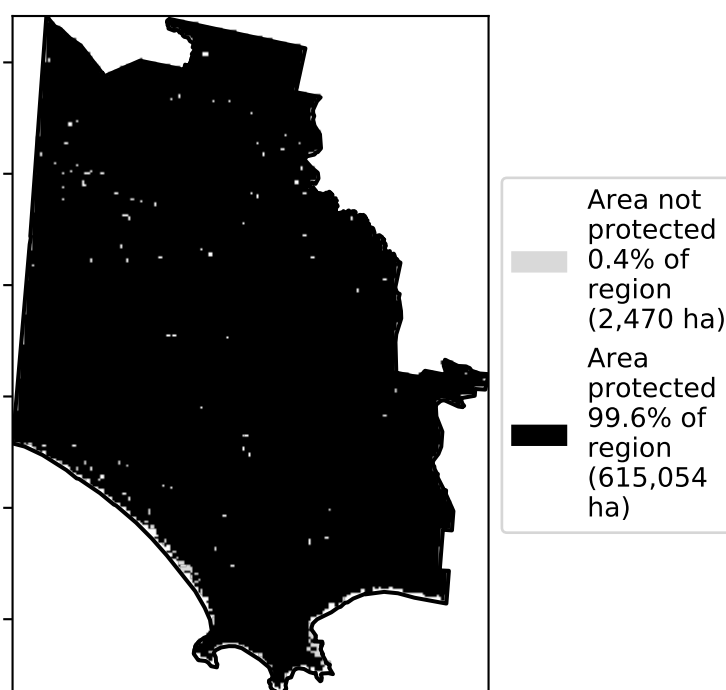 Area not
protected
0.4% of
region
(2,470 ha)
Area
protected
99.6% of
region
(615,054
ha)